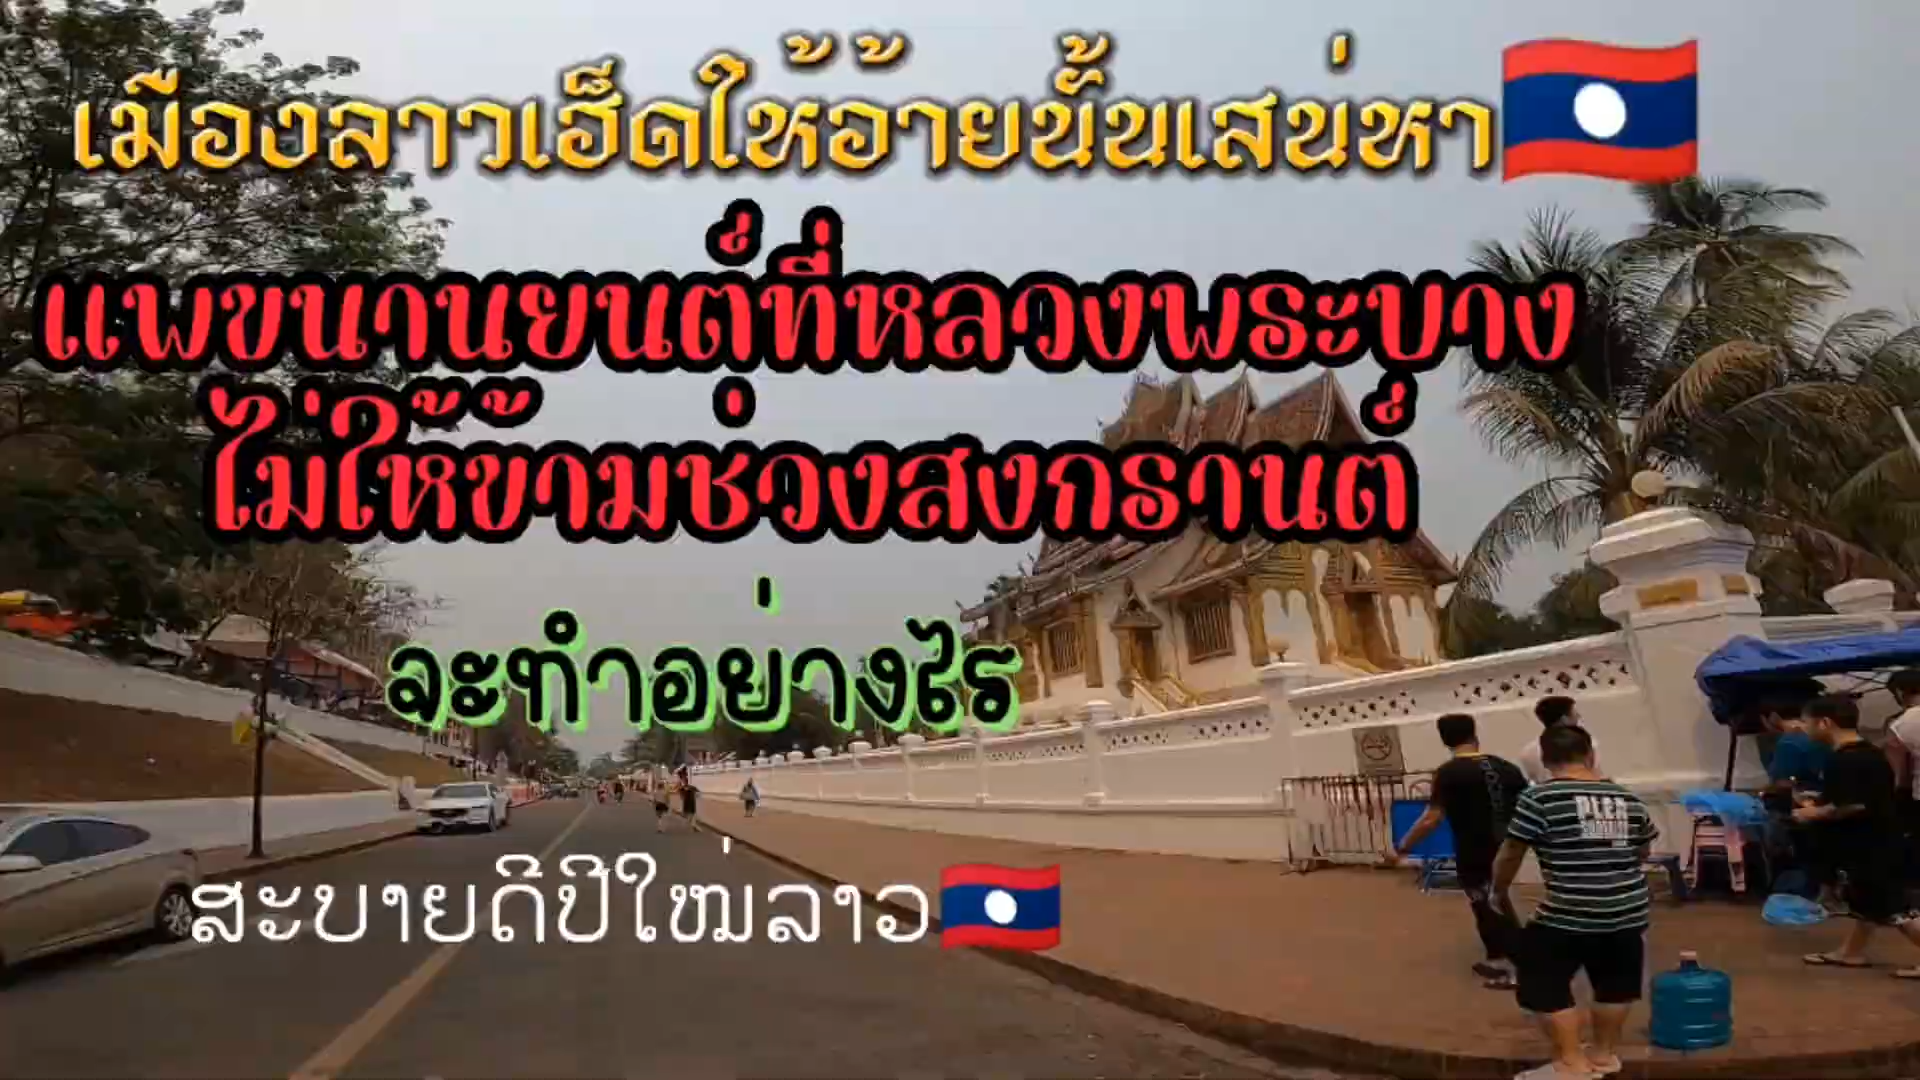 เมืองลาวเฮ็ดให้อ้ายนั้นเสน่หา🇱🇦
แพขนานยนต์ที่หลวงพระบาง
ไม่ให้ข้ามช่วงสงกรานต์
จะทำอย่างไร
ສະບາຍດີປີໃໝ່ລາວ🇱🇦